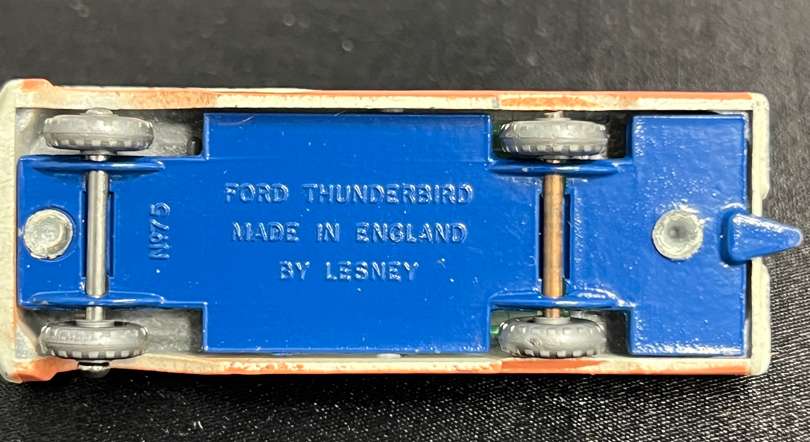 FORD THUNDERBIRD
MADE IN ENGLAND
BY LESNEY
No75